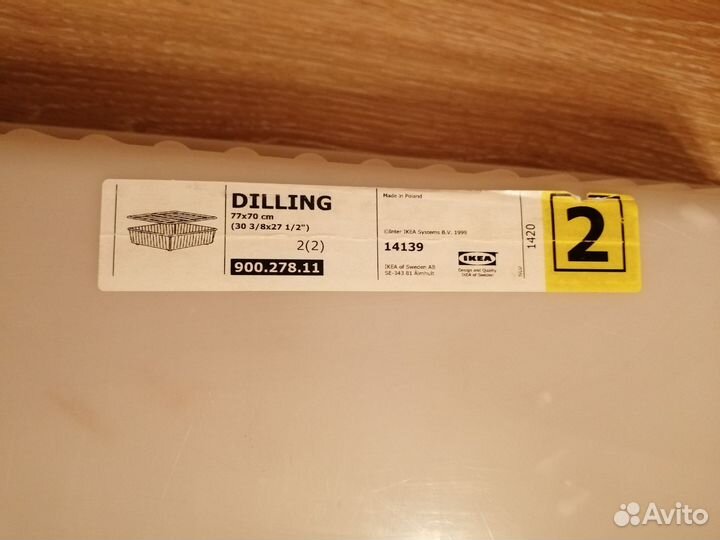 DILLING
77x70 cm
(30 3/8x27 1/2")
2(2)
900.278.11
Made in Poland
©Inter IKEA Systems B.V. 1999
14139
IKEA of Sweden AB
SE-343 81 Älmhult
IKEA
Design and Quality
IKEA of Sweden
1420
2
Avito